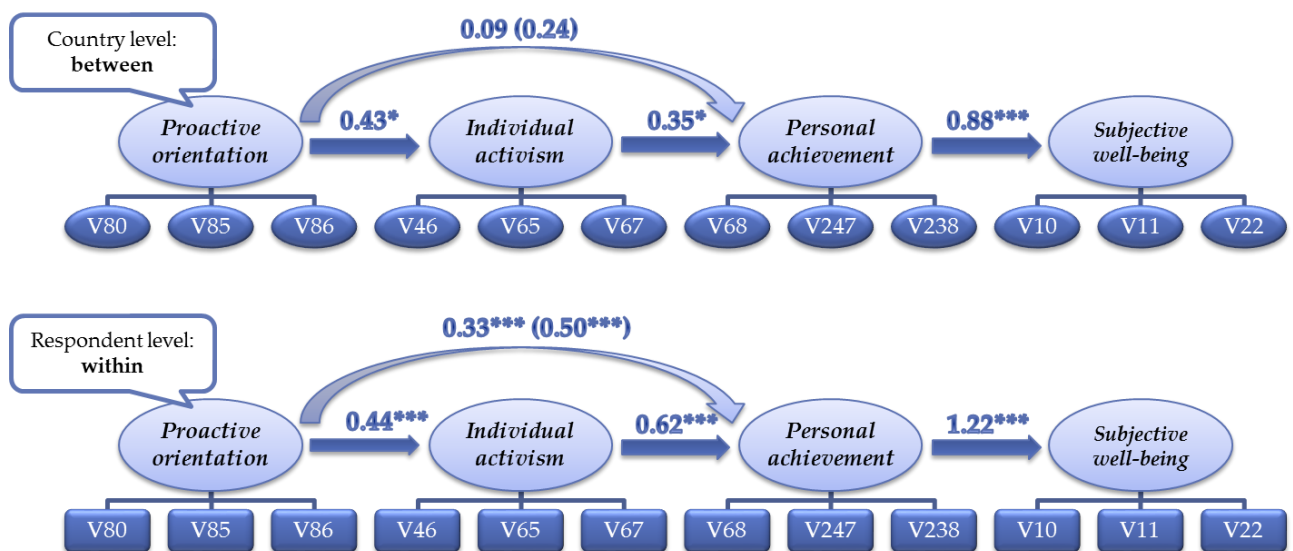 Country level:
between
0.09 (0.24)
Proactive
orientation
0.43*
Individual
activism
0.35*
Personal
achievement
0.88***
Subjective
well-being
V80
V85
V86
V46
V65
V67
V68
V247
V238
V10
V11
V22
Respondent level:
within
0.33*** (0.50***)
Proactive
orientation
0.44***
Individual
activism
0.62***
Personal
achievement
1.22***
Subjective
well-being
V80
V85
V86
V46
V65
V67
V68
V247
V238
V10
V11
V22